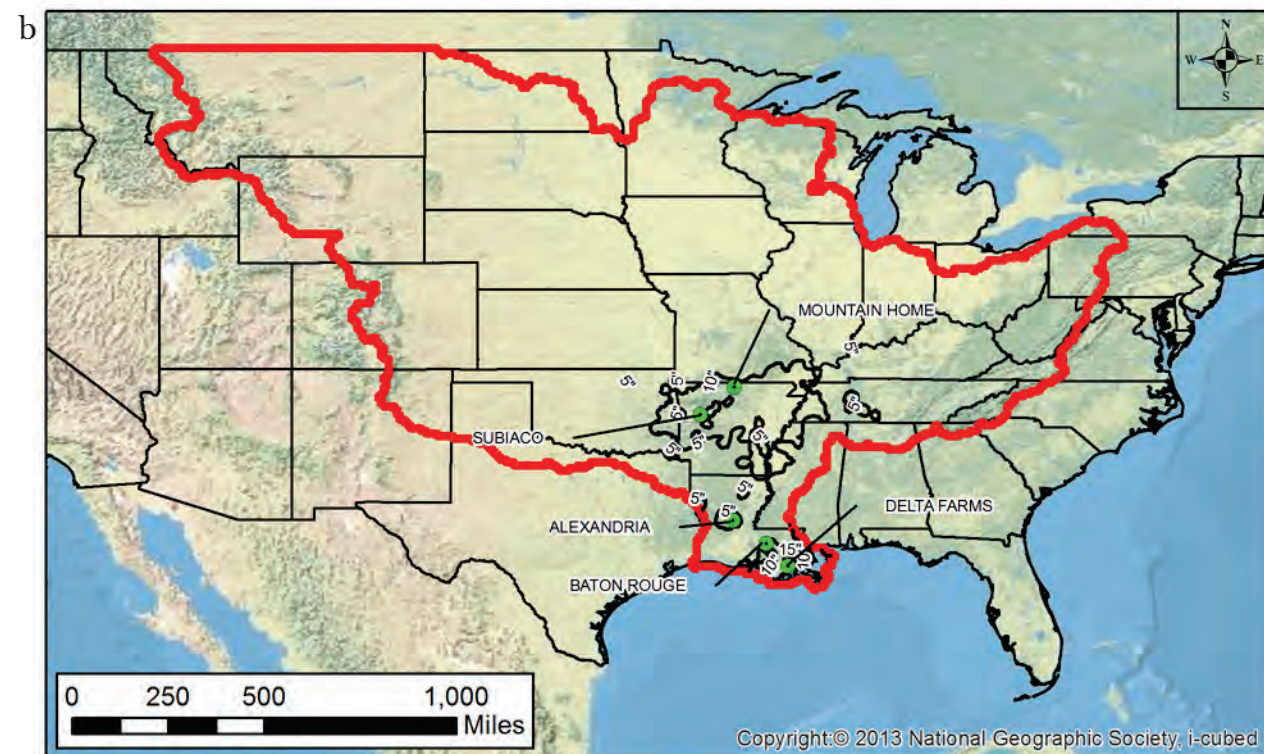 b
N
W E
S
MOUNTAIN HOME
5"
5"
5"
10"
5"
5"
SUBIACO
5"
5"
5"
5"
5"
5"
ALEXANDRIA
DELTA FARMS
15"
10"
10"
BATON ROUGE
0 250 500 1,000
Miles
Copyright:© 2013 National Geographic Society, i-cubed